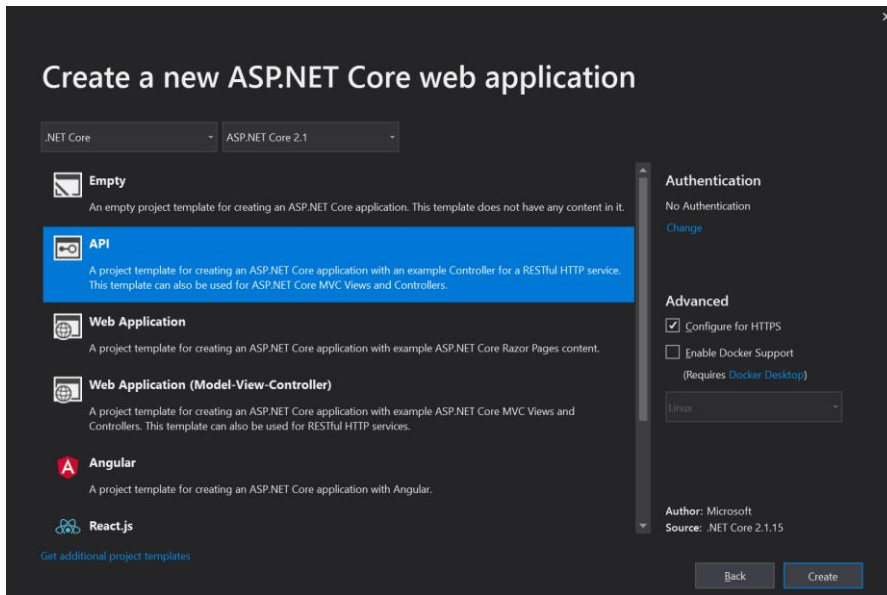 Create a new ASP.NET Core web application
.NET Core
ASP.NET Core 2.1
Empty
An empty project template for creating an ASP.NET Core application. This template does not have any content in it.
API
A project template for creating an ASP.NET Core application with an example Controller for a RESTful HTTP service.
This template can also be used for ASP.NET Core MVC Views and Controllers.
Web Application
A project template for creating an ASP.NET Core application with example ASP.NET Core Razor Pages content.
Web Application (Model-View-Controller)
A project template for creating an ASP.NET Core application with example ASP.NET Core MVC Views and
Controllers. This template can also be used for RESTful HTTP services.
Angular
A project template for creating an ASP.NET Core application with Angular.
React.js
Get additional project templates
Authentication
No Authentication
Change
Advanced
Configure for HTTPS
Enable Docker Support
(Requires Docker Desktop)
Linux
Author: Microsoft
Source: .NET Core 2.1.15
Back
Create